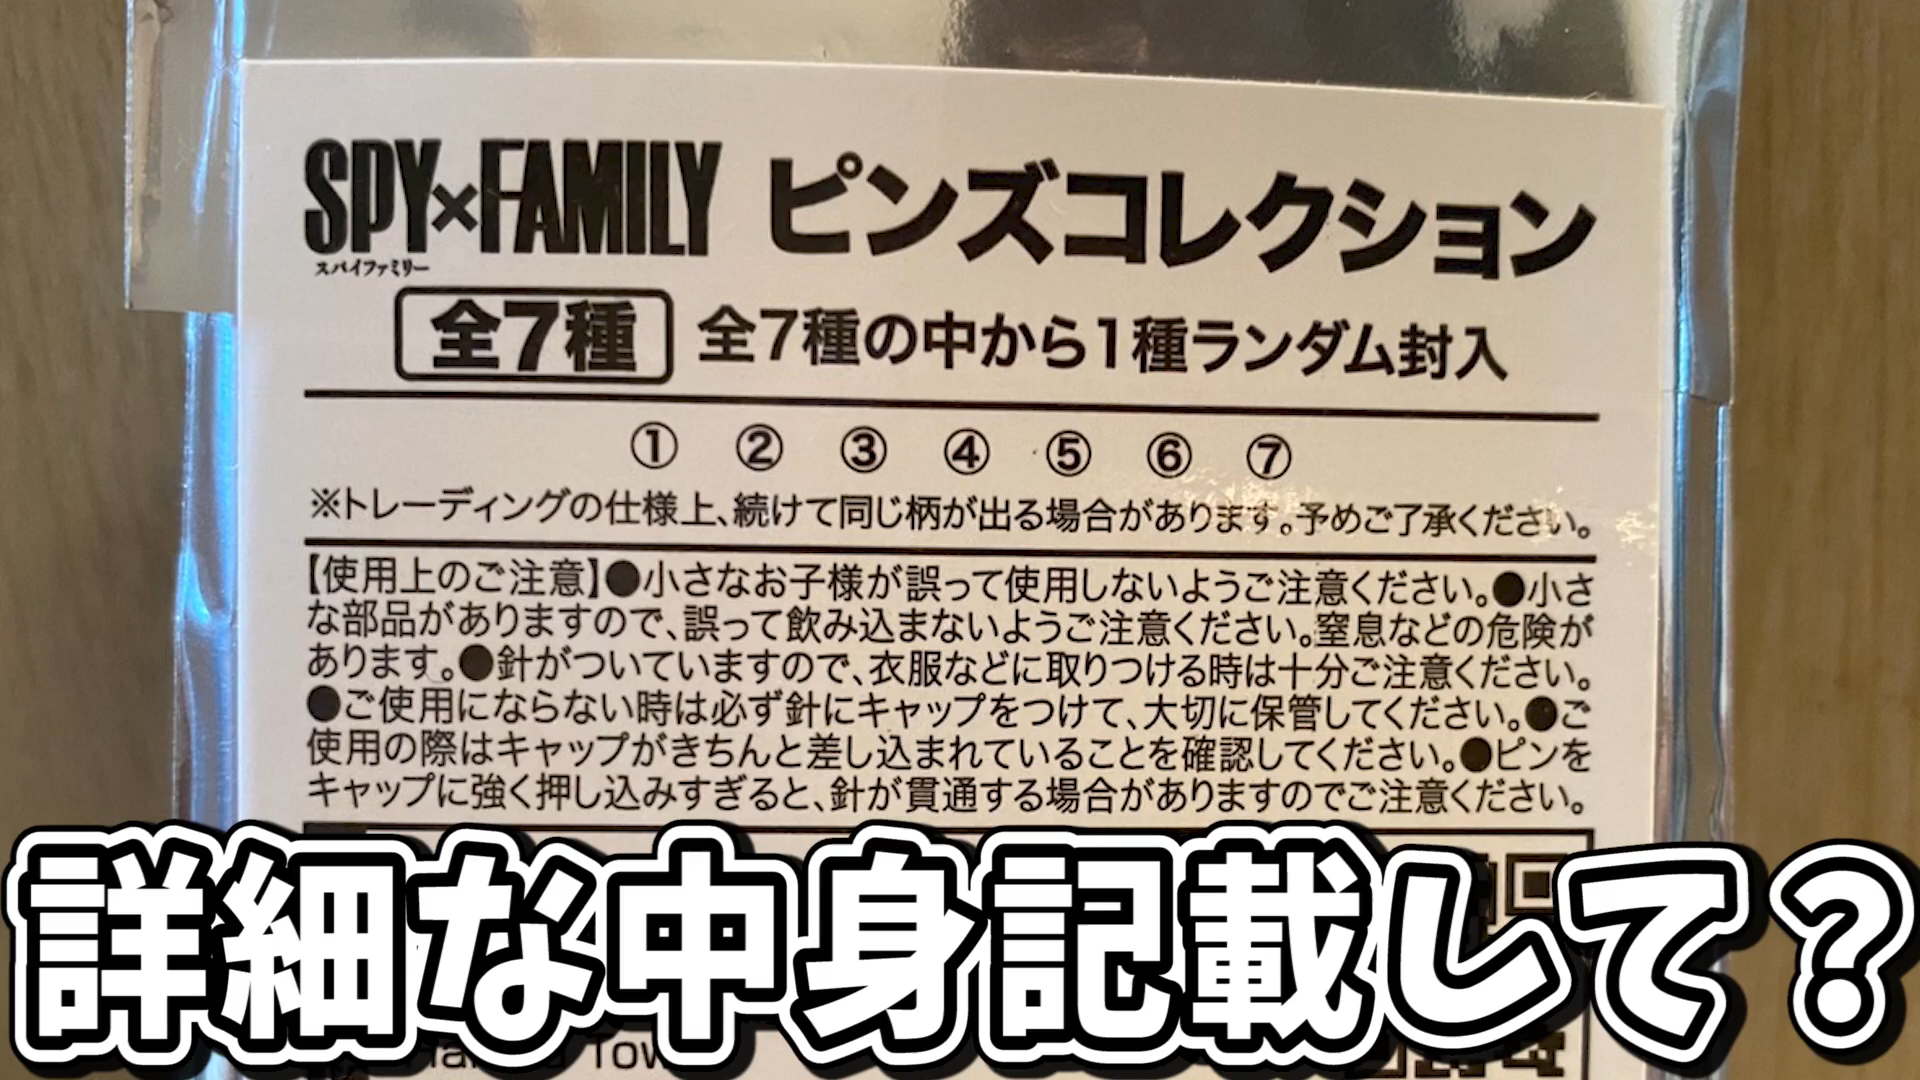 SPY×FAMILY ピンズコレクション
スパイファミリー
全7種 全7種の中から1種ランダム封入
① ② ③ ④ ⑤ ⑥ ⑦
※トレーディングの仕様上、続けて同じ柄が出る場合があります。予めご了承ください。
【使用上のご注意】●小さなお子様が誤って使用しないようご注意ください。●小さ
な部品がありますので、誤って飲み込まないようご注意ください。窒息などの危険が
あります。●針がついていますので、衣服などに取りつける時は十分ご注意ください。
●ご使用にならない時は必ず針にキャップをつけて、大切に保管してください。●ご
使用の際はキャップがきちんと差し込まれていることを確認してください。●ピンを
キャップに強く押し込みすぎると、針が貫通する場合がありますのでご注意ください。
詳細な中身記載して？